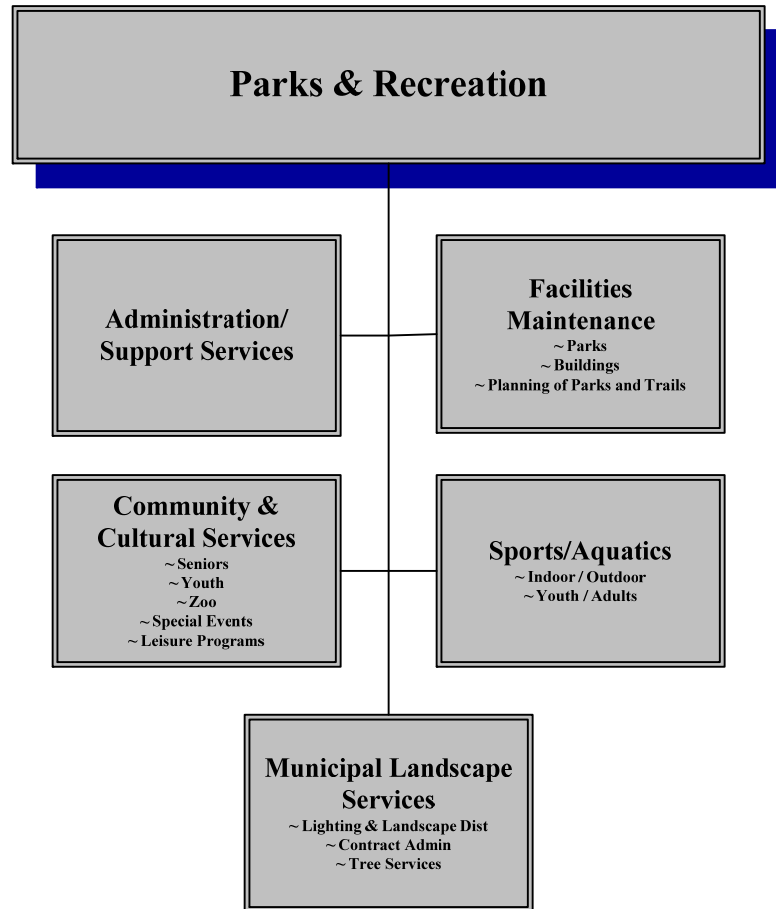 Parks & Recreation
Administration/
Support Services
Facilities
Maintenance
~ Parks
~ Buildings
~ Planning of Parks and Trails
Community &
Cultural Services
~ Seniors
~ Youth
~ Zoo
~ Special Events
~ Leisure Programs
Sports/Aquatics
~ Indoor / Outdoor
~ Youth / Adults
Municipal Landscape
Services
~ Lighting & Landscape Dist
~ Contract Admin
~ Tree Services